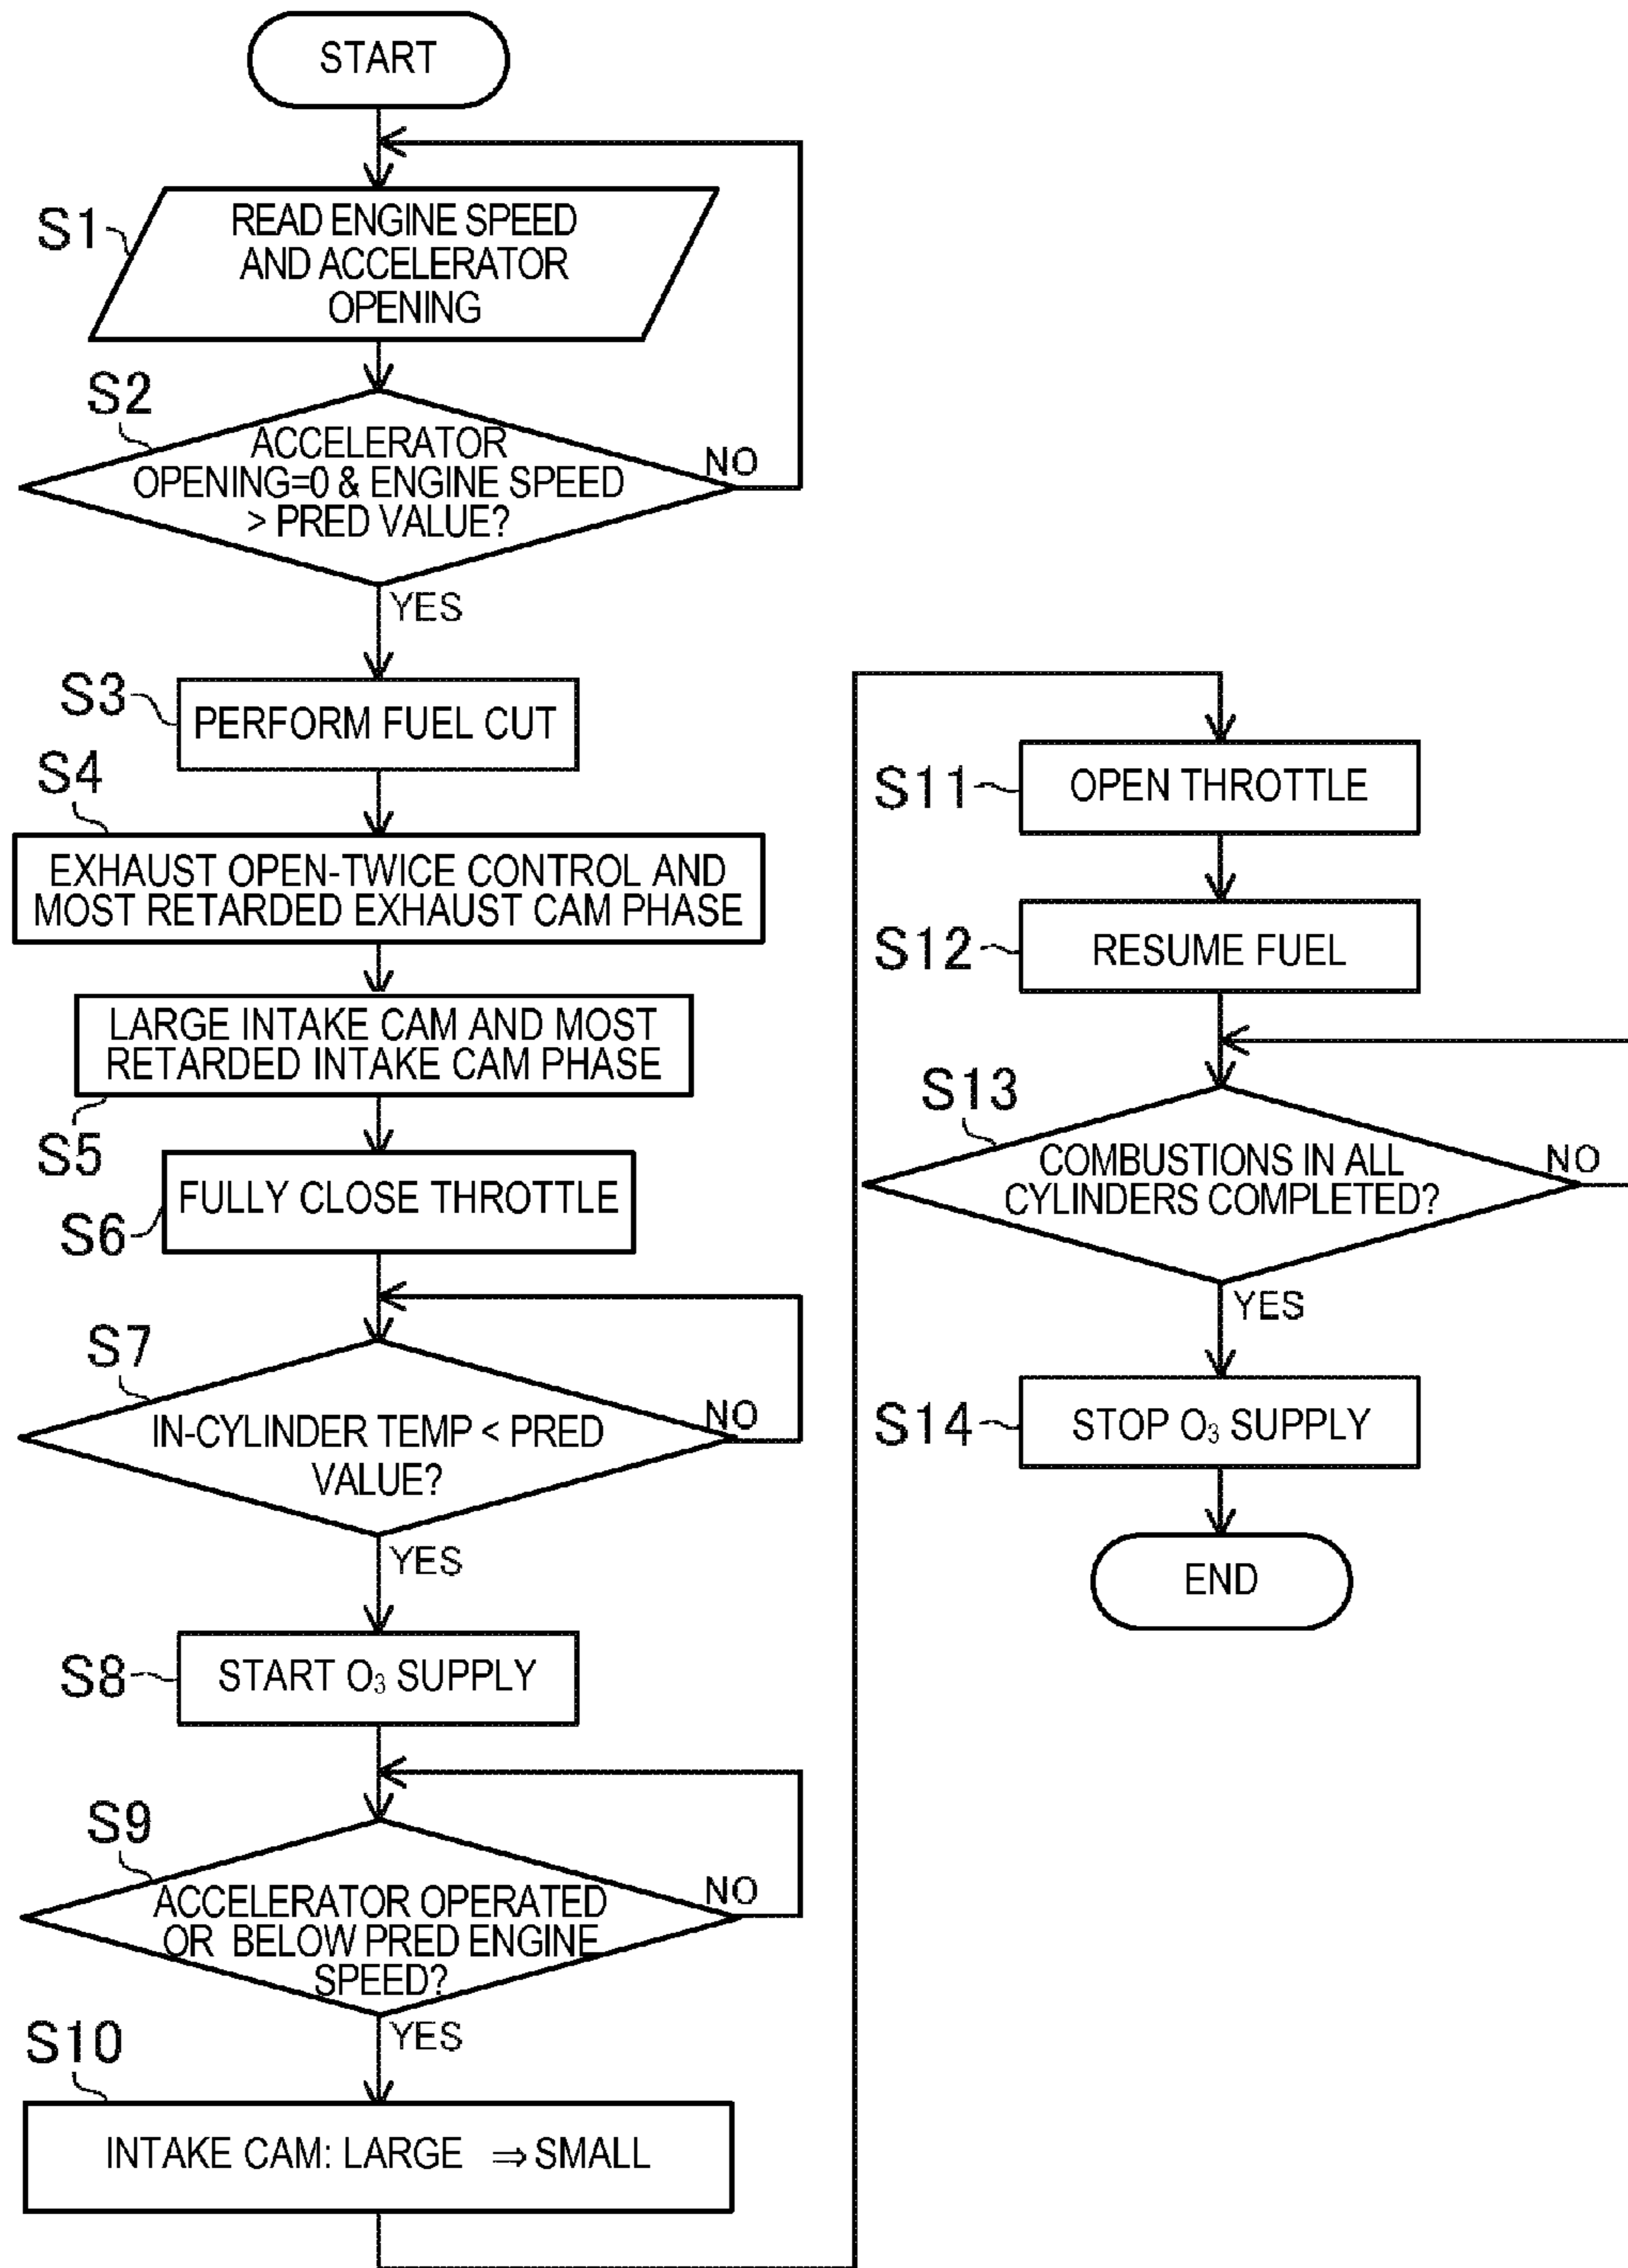 START
S1
READ ENGINE SPEED
AND ACCELERATOR
OPENING
S2
ACCELERATOR
OPENING=0 & ENGINE SPEED
> PRED VALUE?
NO
YES
S3
PERFORM FUEL CUT
S4
EXHAUST OPEN-TWICE CONTROL AND
MOST RETARDED EXHAUST CAM PHASE
LARGE INTAKE CAM AND MOST
RETARDED INTAKE CAM PHASE
S5
FULLY CLOSE THROTTLE
S6
S7
IN-CYLINDER TEMP < PRED
VALUE?
NO
YES
S8
START O₃ SUPPLY
S9
ACCELERATOR OPERATED
OR BELOW PRED ENGINE
SPEED?
NO
YES
S10
INTAKE CAM: LARGE ⇒ SMALL
S11
OPEN THROTTLE
S12
RESUME FUEL
S13
COMBUSTIONS IN ALL
CYLINDERS COMPLETED?
NO
YES
S14
STOP O₃ SUPPLY
END